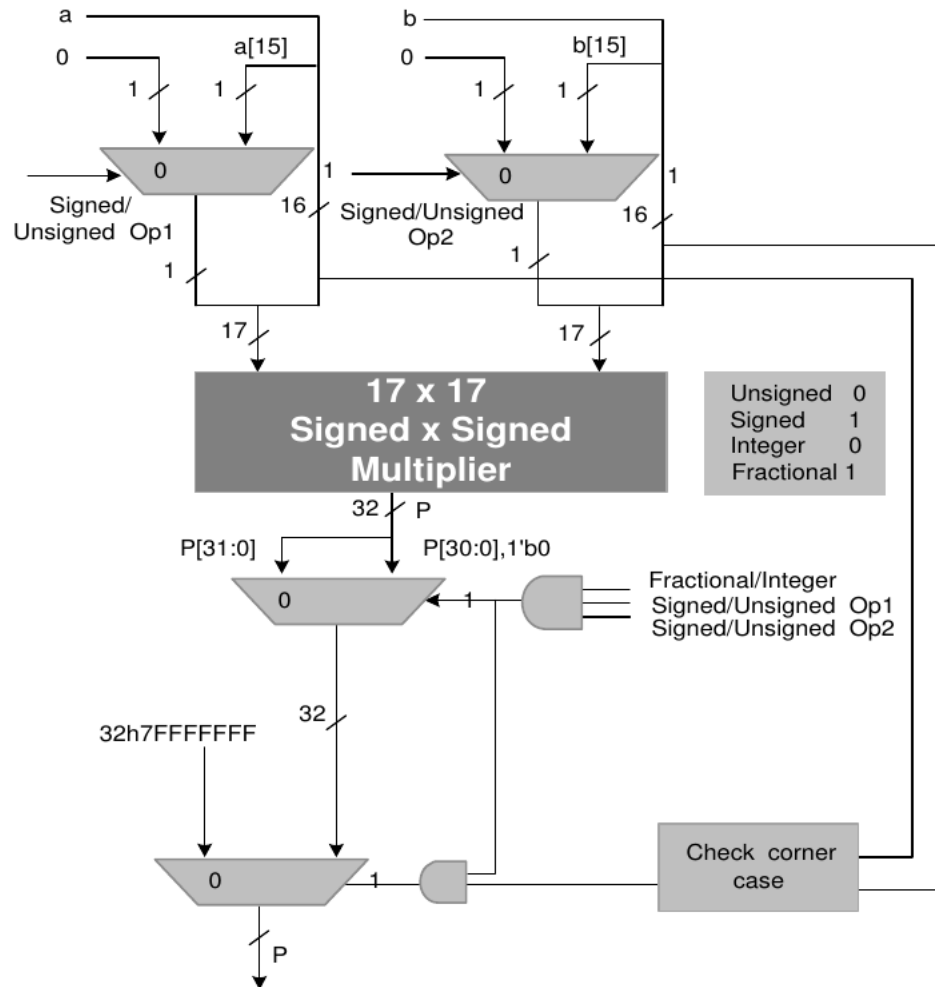 a
0
a[15]
1
1
0
1
Signed/
Unsigned Op1
16
1
17
b
0
b[15]
1
1
0
1
Signed/Unsigned
Op2
16
1
17
17 x 17
Signed x Signed
Multiplier
Unsigned 0
Signed 1
Integer 0
Fractional 1
32
P
P[31:0]
P[30:0],1'b0
0
1
Fractional/Integer
Signed/Unsigned Op1
Signed/Unsigned Op2
32
32h7FFFFFFF
0
1
Check corner
case
P